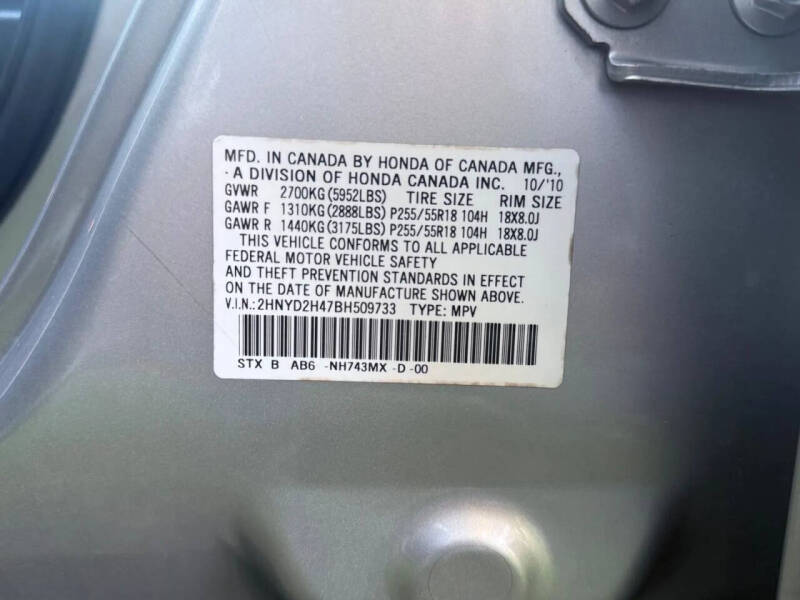 MFD. IN CANADA BY HONDA OF CANADA MFG.,
·A DIVISION OF HONDA CANADA INC. 10/'10
GVWR 2700KG(5952LBS) TIRE SIZE RIM SIZE
GAWR F 1310KG(2888LBS) P255/55R18 104H 18X8.0J
GAWR R 1440KG(3175LBS) P255/55R18 104H 18X8.0J
THIS VEHICLE CONFORMS TO ALL APPLICABLE
FEDERAL MOTOR VEHICLE SAFETY
AND THEFT PREVENTION STANDARDS IN EFFECT
ON THE DATE OF MANUFACTURE SHOWN ABOVE.
V.I.N.:2HNYD2H47BH509733 TYPE: MPV
STX B AB6 -NH743MX -D -00